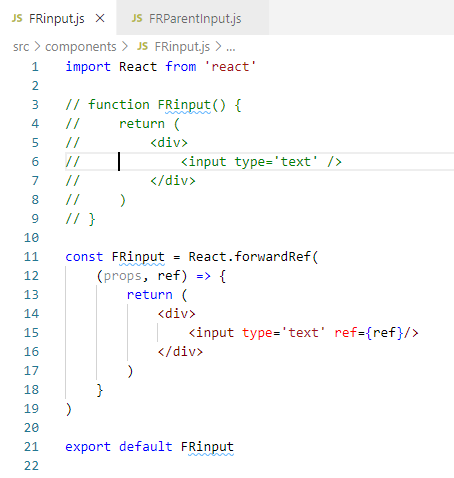 JS FRinput.js ×
JS FRParentInput.js
src > components > JS FRinput.js > ...
1 import React from 'react'
2
3 // function FRinput() {
4 //     return (
5 //         <div>
6 //             <input type='text' />
7 //         </div>
8 //     )
9 // }
10
11 const FRinput = React.forwardRef(
12     (props, ref) => {
13         return (
14             <div>
15                 <input type='text' ref={ref}/>
16             </div>
17         )
18     }
19 )
20
21 export default FRinput
22